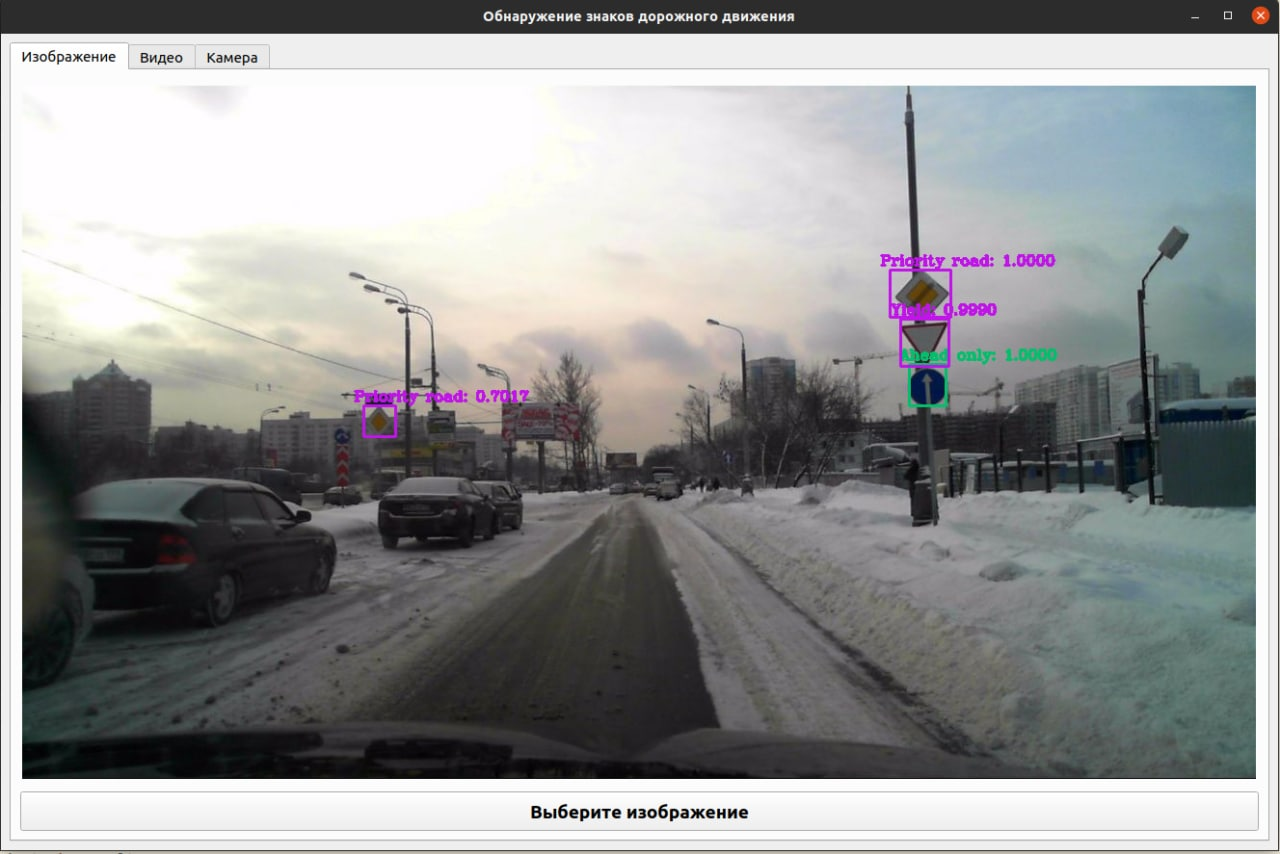 Обнаружение знаков дорожного движения
Изображение
Видео
Камера
Priority road: 1.0000
Yield: 0.9990
Ahead only: 1.0000
Priority road: 0.7017
Выберите изображение